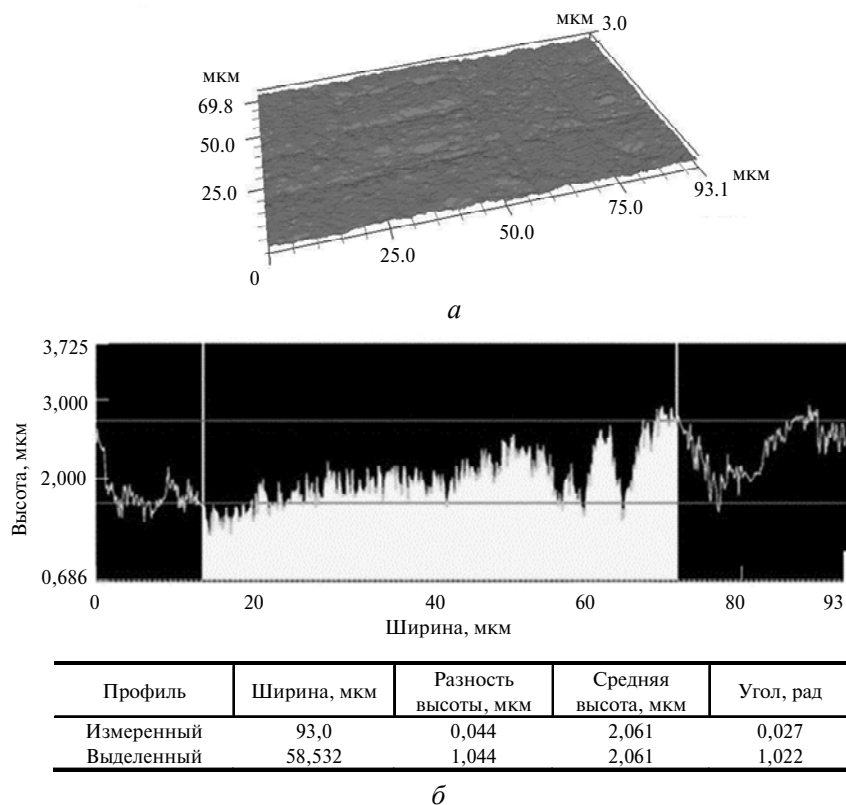 мкм 3.0
мкм
69.8
50.0
25.0
мкм
93.1
75.0
50.0
25.0
0
а
3,725
3,000
2,000
0,686
Высота, мкм
0 20 40 60 80 93
Ширина, мкм
Профиль Ширина, мкм Разность высоты, мкм Средняя высота, мкм Угол, рад
Измеренный 93,0 0,044 2,061 0,027
Выделенный 58,532 1,044 2,061 1,022
б